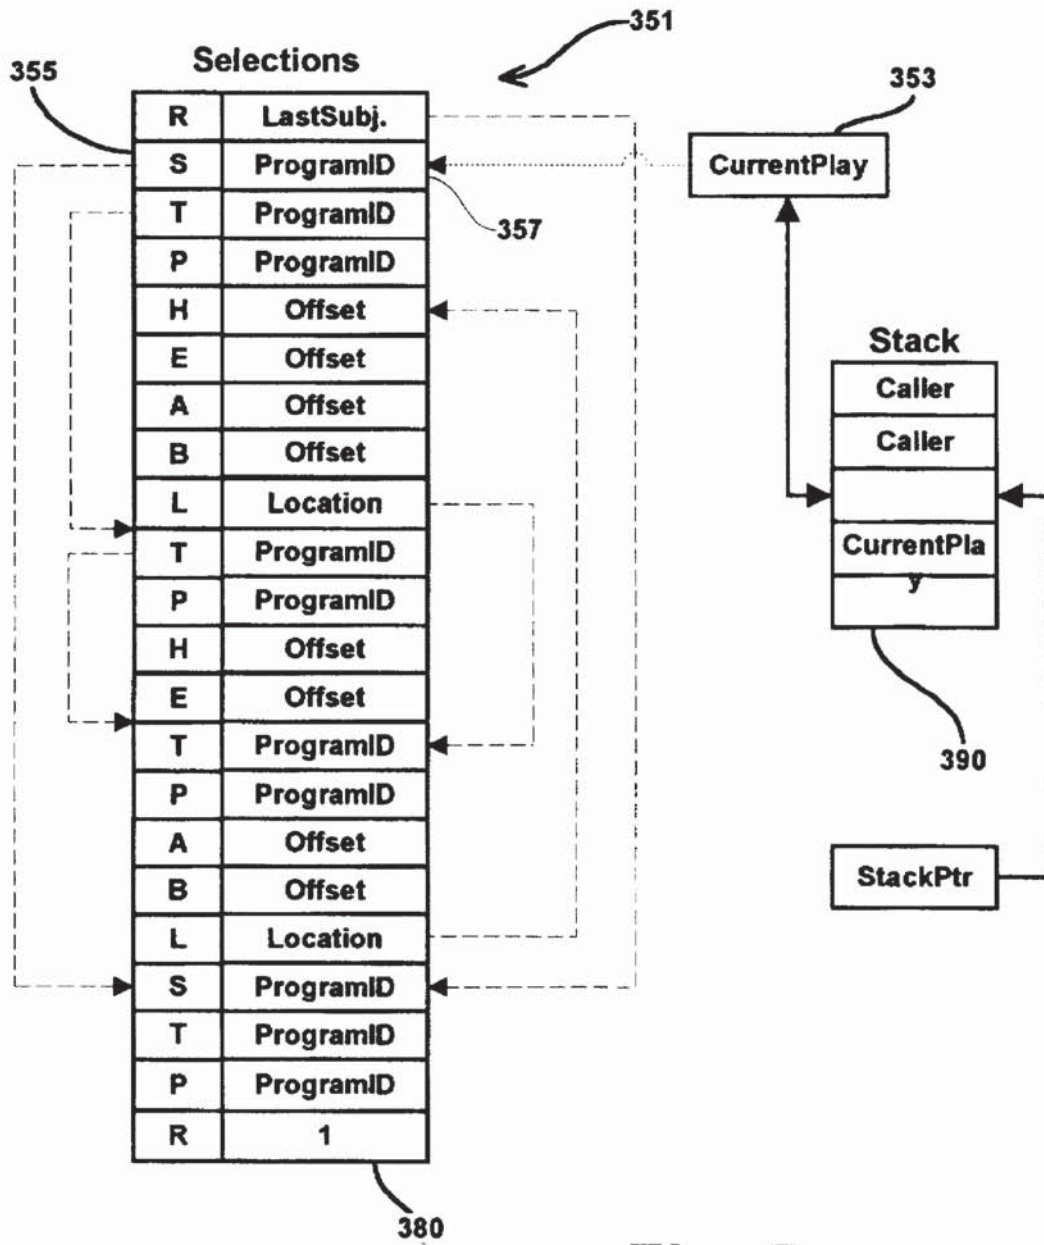 351
Selections
355
353
R LastSubj.
S ProgramID
CurrentPlay
T ProgramID
357
P ProgramID
H Offset
E Offset
Stack
A Offset
Caller
B Offset
Caller
L Location
T ProgramID
CurrentPla
y
P ProgramID
H Offset
E Offset
T ProgramID
390
P ProgramID
A Offset
B Offset
StackPtr
L Location
S ProgramID
T ProgramID
P ProgramID
R 1
380